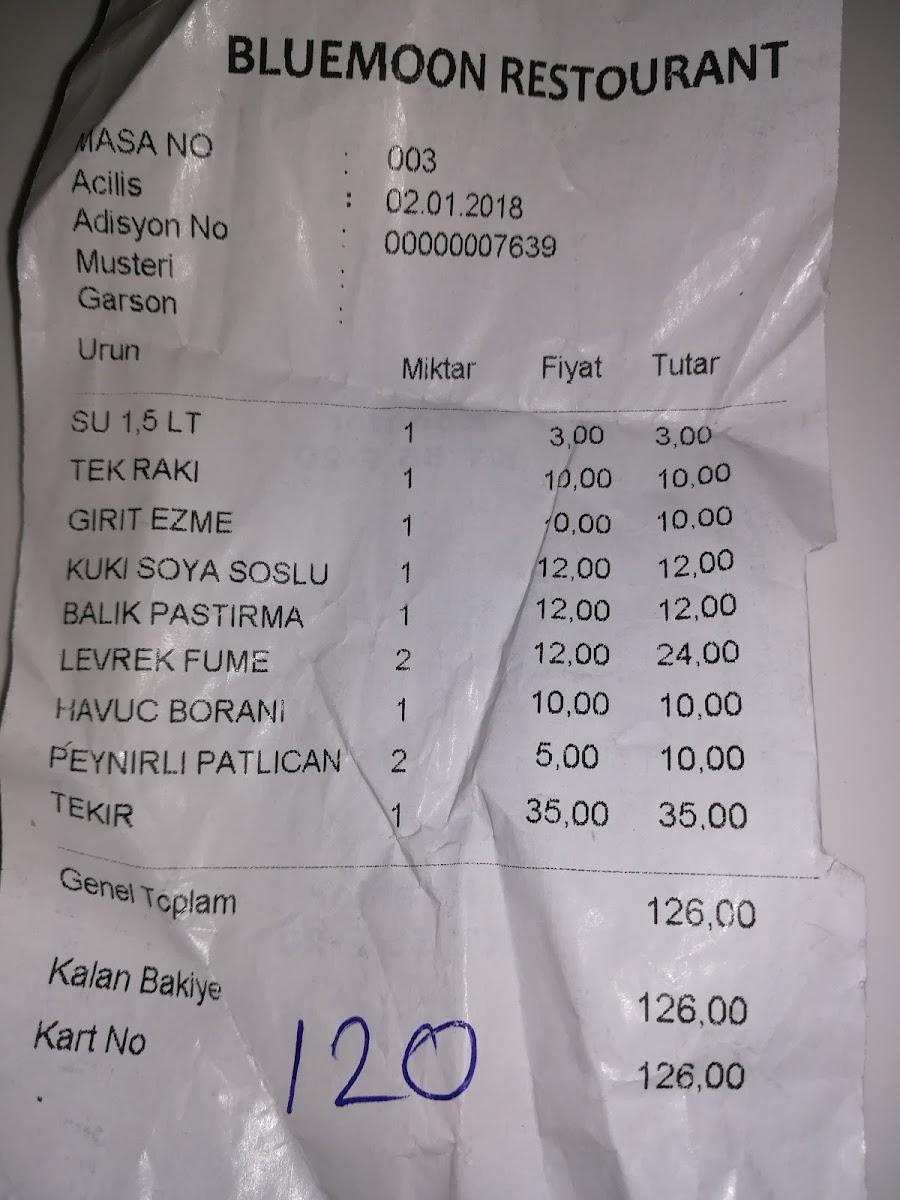 BLUEMOON RESTOURANT
MASA NO : 003
Acilis : 02.01.2018
Adisyon No : 00000007639
Musteri :
Garson :
Urun Miktar Fiyat Tutar
SU 1,5 LT 1 3,00 3,00
TEK RAKI 1 10,00 10,00
GIRIT EZME 1 10,00 10,00
KUKI SOYA SOSLU 1 12,00 12,00
BALIK PASTIRMA 1 12,00 12,00
LEVREK FUME 2 12,00 24,00
HAVUC BORANI 1 10,00 10,00
PEYNIRLI PATLICAN 2 5,00 10,00
TEKIR 1 35,00 35,00
Genel Toplam 126,00
Kalan Bakiye 126,00
Kart No 126,00
120